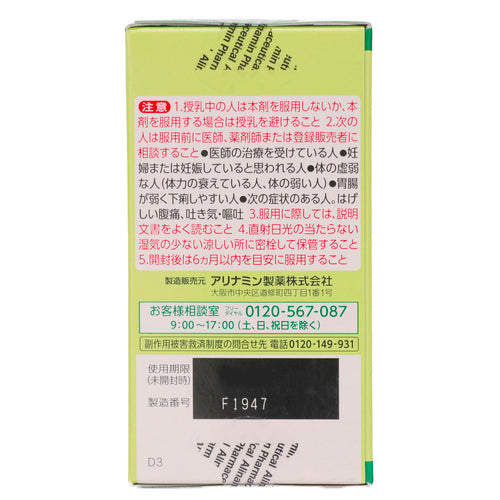 Alinamin Pharmaceutical
注意 1.授乳中の人は本剤を服用しないか、本
剤を服用する場合は授乳を避けること 2.次の
人は服用前に医師、薬剤師または登録販売者に
相談すること●医師の治療を受けている人●妊
婦または妊娠していると思われる人●体の虚弱
な人(体力の衰えている人、体の弱い人)●胃腸
が弱く下痢しやすい人●次の症状のある人。はげ
しい腹痛、吐き気・嘔吐 3.服用に際しては、説明
文書をよく読むこと 4.直射日光の当たらない
湿気の少ない涼しい所に密栓して保管すること
5.開封後は6ヵ月以内を目安に服用すること
製造販売元 アリナミン製薬株式会社
大阪市中央区道修町四丁目1番1号
お客様相談室 フリーダイヤル 0120-567-087
9:00〜17:00(土、日、祝日を除く)
副作用被害救済制度の問合せ先 電話0120-149-931
使用期限
(未開封時)
製造番号 F1947
D3